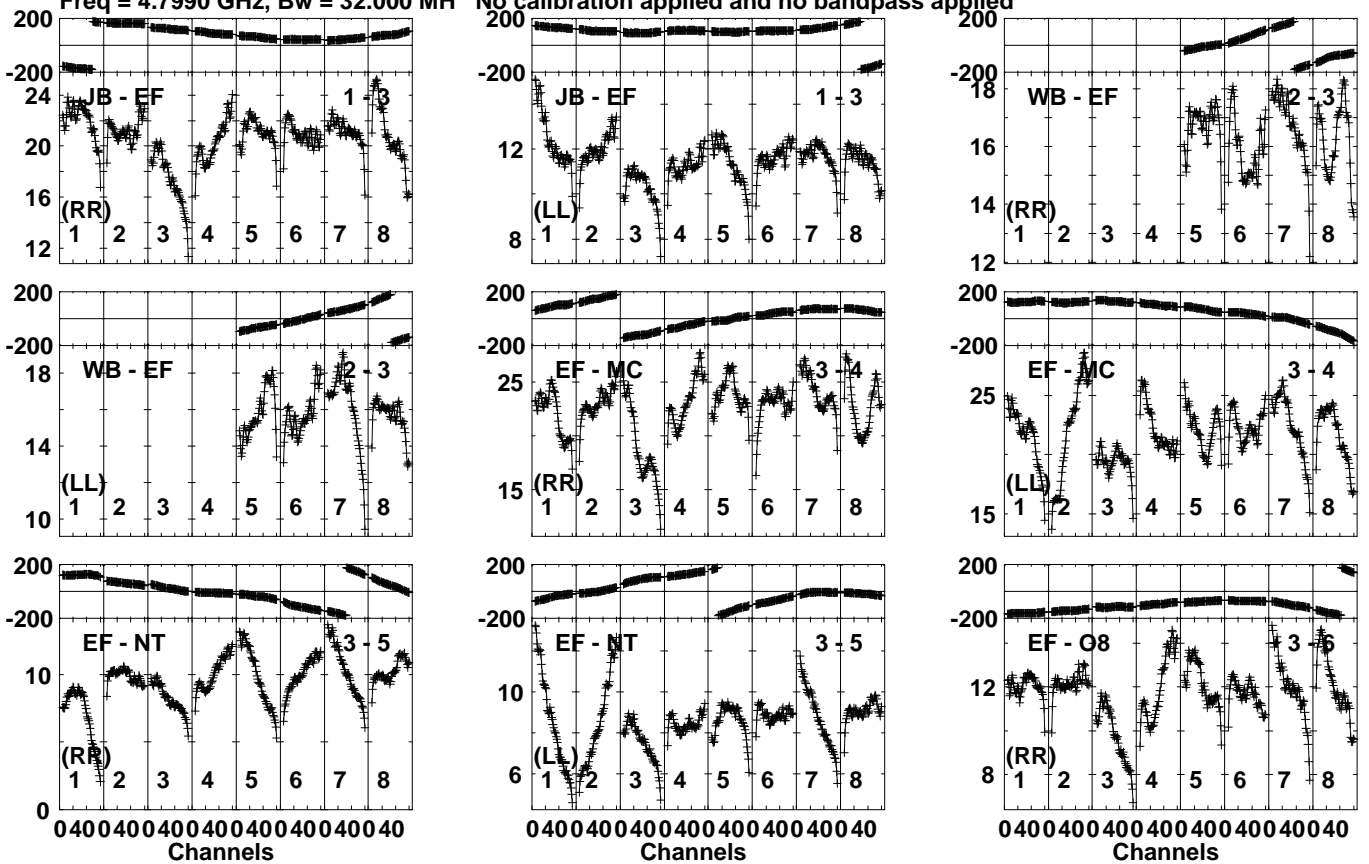 Freq = 4.7990 GHz, Bw = 32.000 MH No calibration applied and no bandpass applied
200
-200
24
20
16
12
JB - EF 1 - 3
(RR)
1 2 3 4 5 6 7 8
200
-200
12
8
JB - EF 1 - 3
(LL)
1 2 3 4 5 6 7 8
200
-200
18
16
14
12
WB - EF 2 - 3
(RR)
1 2 3 4 5 6 7 8
200
-200
18
14
10
WB - EF 2 - 3
(LL)
1 2 3 4 5 6 7 8
200
-200
25
15
EF - MC 3 - 4
(RR)
1 2 3 4 5 6 7 8
200
-200
25
15
EF - MC 3 - 4
(LL)
1 2 3 4 5 6 7 8
200
-200
10
0
EF - NT 3 - 5
(RR)
1 2 3 4 5 6 7 8
0 40 0 40 0 40 0 40 0 40 0 40 0 40 0 40
Channels
200
-200
10
6
EF - NT 3 - 5
(LL)
1 2 3 4 5 6 7 8
0 40 0 40 0 40 0 40 0 40 0 40 0 40 0 40
Channels
200
-200
12
8
EF - O8 3 - 6
(RR)
1 2 3 4 5 6 7 8
0 40 0 40 0 40 0 40 0 40 0 40 0 40 0 40
Channels